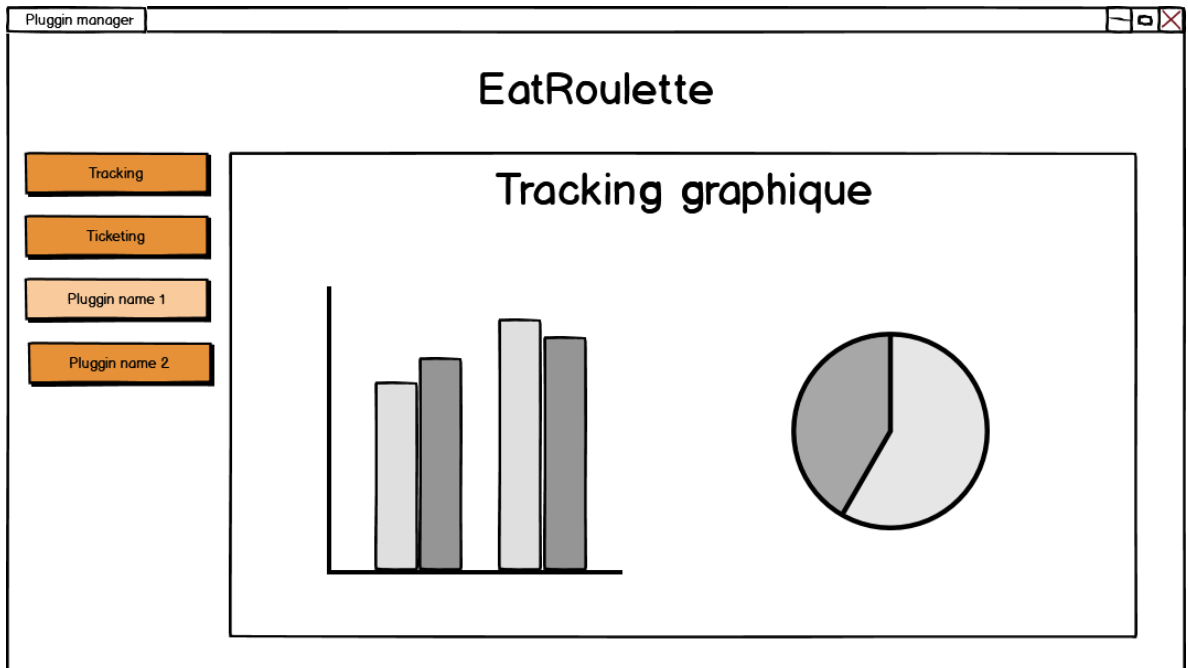 Pluggin manager
EatRoulette
Tracking
Ticketing
Pluggin name 1
Pluggin name 2
Tracking graphique